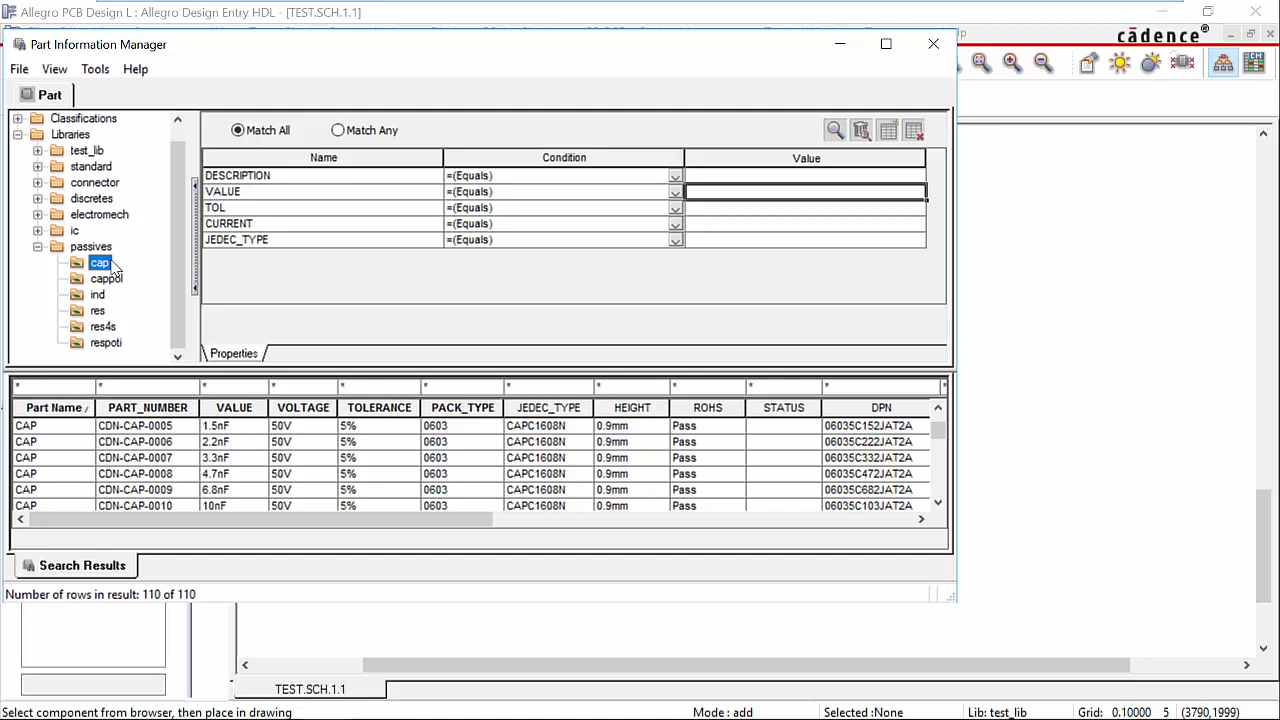 Allegro PCB Design L : Allegro Design Entry HDL - [TEST.SCH.1.1]
cādence®
Part Information Manager
File View Tools Help
Part
Classifications
Libraries
test_lib
standard
connector
discretes
electromech
ic
passives
cap
cappol
ind
res
res4s
respoti
Match All Match Any
Name Condition Value
DESCRIPTION =(Equals)
VALUE =(Equals)
TOL =(Equals)
CURRENT =(Equals)
JEDEC_TYPE =(Equals)
Properties
* * * * * * * * * * * *
Part Name / PART_NUMBER VALUE VOLTAGE TOLERANCE PACK_TYPE JEDEC_TYPE HEIGHT ROHS STATUS DPN
CAP CDN-CAP-0005 1.5nF 50V 5% 0603 CAPC1608N 0.9mm Pass 06035C152JAT2A
CAP CDN-CAP-0006 2.2nF 50V 5% 0603 CAPC1608N 0.9mm Pass 06035C222JAT2A
CAP CDN-CAP-0007 3.3nF 50V 5% 0603 CAPC1608N 0.9mm Pass 06035C332JAT2A
CAP CDN-CAP-0008 4.7nF 50V 5% 0603 CAPC1608N 0.9mm Pass 06035C472JAT2A
CAP CDN-CAP-0009 6.8nF 50V 5% 0603 CAPC1608N 0.9mm Pass 06035C682JAT2A
CAP CDN-CAP-0010 10nF 50V 5% 0603 CAPC1608N 0.9mm Pass 06035C103JAT2A
Search Results
Number of rows in result: 110 of 110
TEST.SCH.1.1
Select component from browser, then place in drawing Mode : add Selected :None Lib: test_lib Grid: 0.10000 5 (3790,1999)